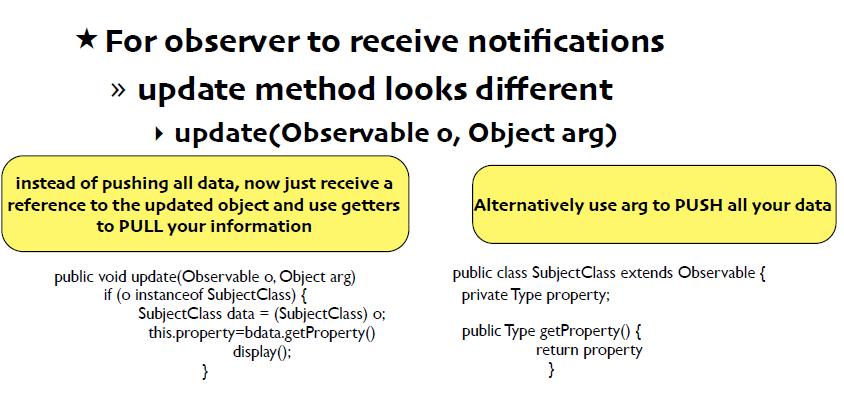 ★ For observer to receive notifications
» update method looks different
‣ update(Observable o, Object arg)
instead of pushing all data, now just receive a
reference to the updated object and use getters
to PULL your information
Alternatively use arg to PUSH all your data
public void update(Observable o, Object arg)
if (o instanceof SubjectClass) {
SubjectClass data = (SubjectClass) o;
this.property=bdata.getProperty()
display();
}
public class SubjectClass extends Observable {
private Type property;
public Type getProperty() {
return property
}